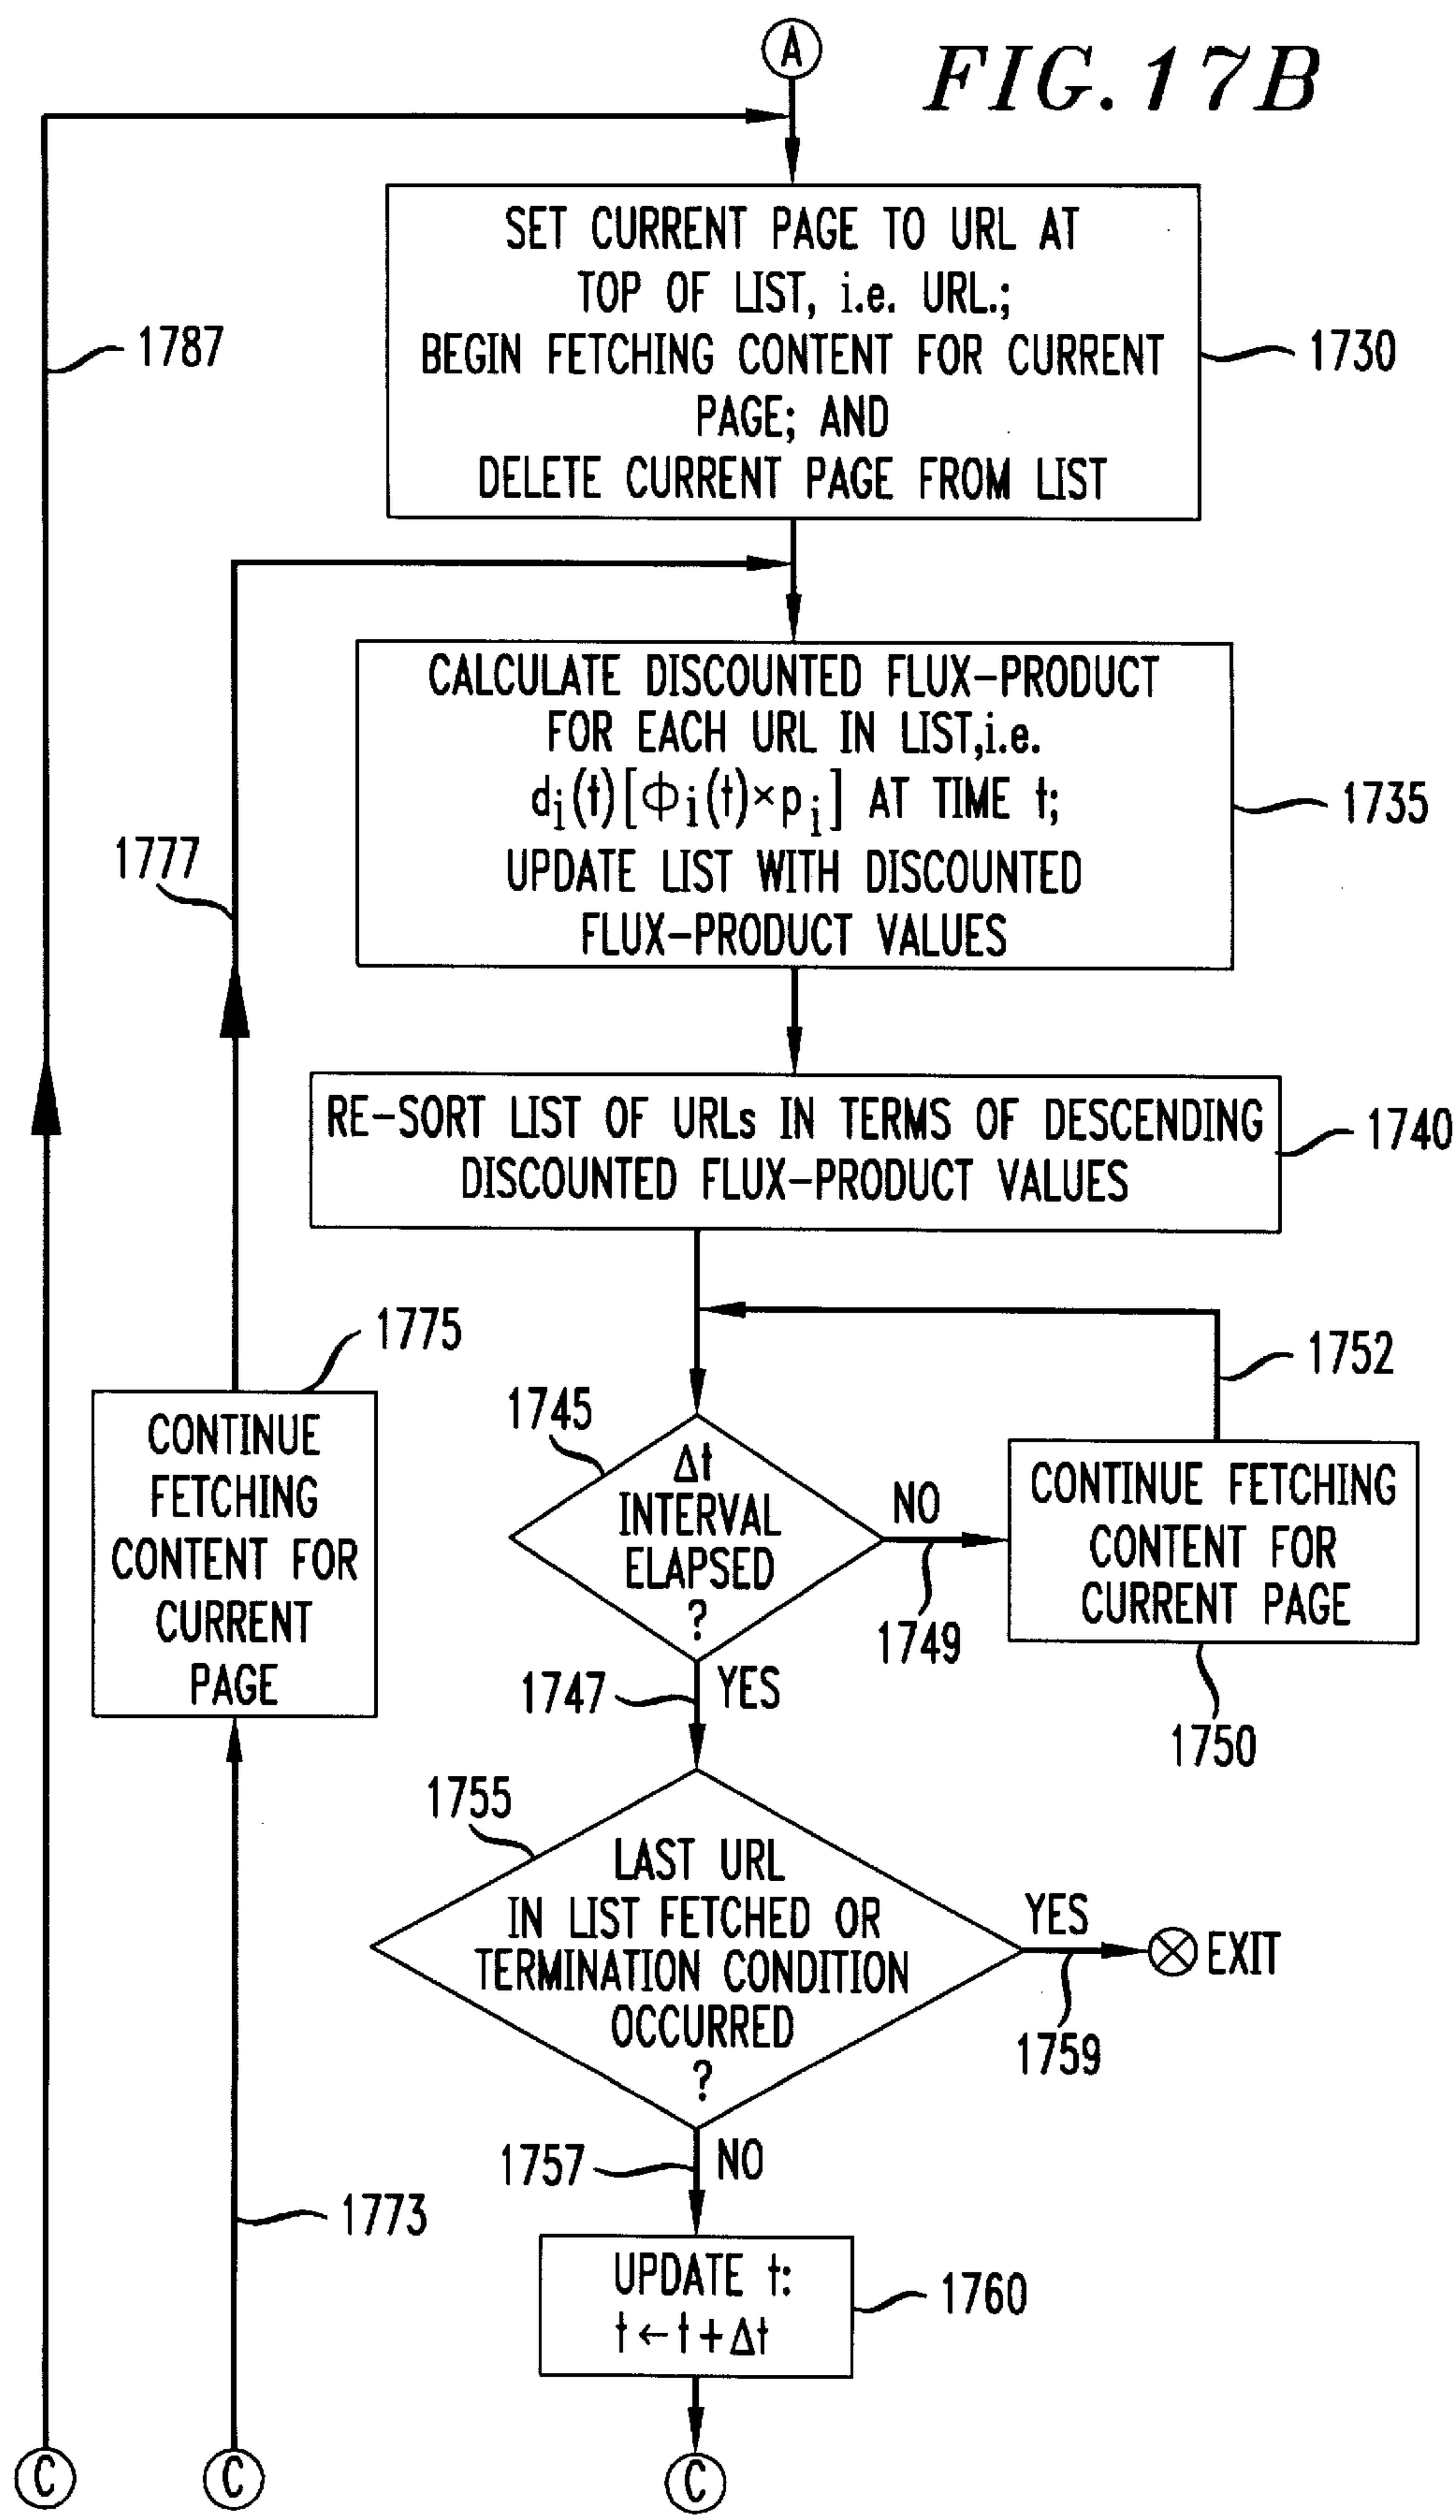 A
FIG. 17B
SET CURRENT PAGE TO URL AT
TOP OF LIST, i.e. URL.;
BEGIN FETCHING CONTENT FOR CURRENT
PAGE; AND
DELETE CURRENT PAGE FROM LIST
1730
1787
CALCULATE DISCOUNTED FLUX-PRODUCT
FOR EACH URL IN LIST,i.e.
di(t)[ϕi(t)×pi] AT TIME t;
UPDATE LIST WITH DISCOUNTED
FLUX-PRODUCT VALUES
1735
1777
RE-SORT LIST OF URLs IN TERMS OF DESCENDING
DISCOUNTED FLUX-PRODUCT VALUES
1740
1775
CONTINUE
FETCHING
CONTENT FOR
CURRENT
PAGE
1752
1745
Δt
INTERVAL
ELAPSED
?
NO
1749
CONTINUE FETCHING
CONTENT FOR
CURRENT PAGE
1750
1747
YES
1755
LAST URL
IN LIST FETCHED OR
TERMINATION CONDITION
OCCURRED
?
YES
EXIT
1759
1757
NO
1773
UPDATE t:
t←t+Δt
1760
C
C
C